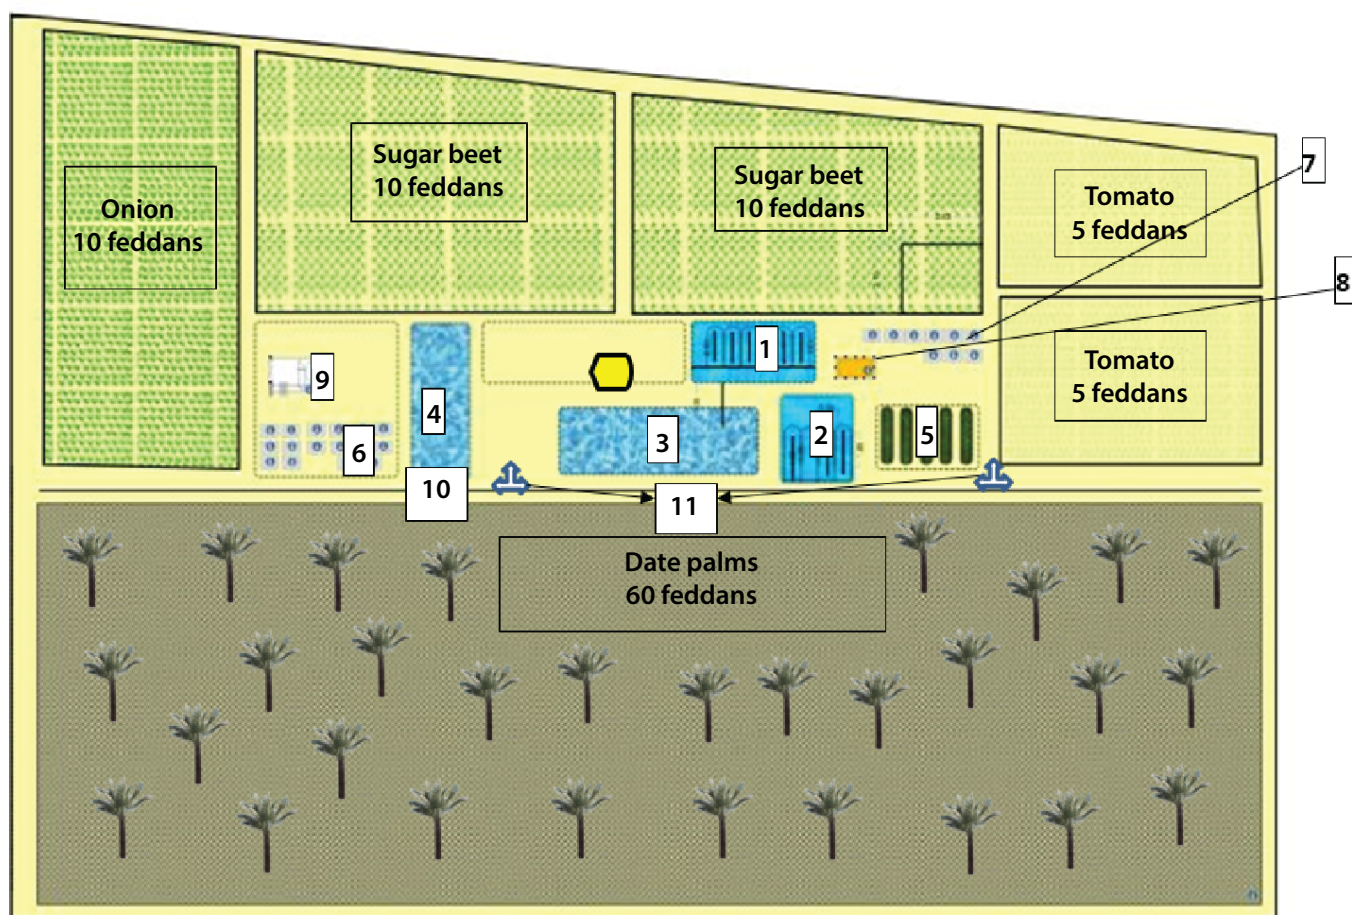 Onion
10 feddans
Sugar beet
10 feddans
Sugar beet
10 feddans
Tomato
5 feddans
7
8
Tomato
5 feddans
1
9
4
3
2
5
6
10
11
Date palms
60 feddans